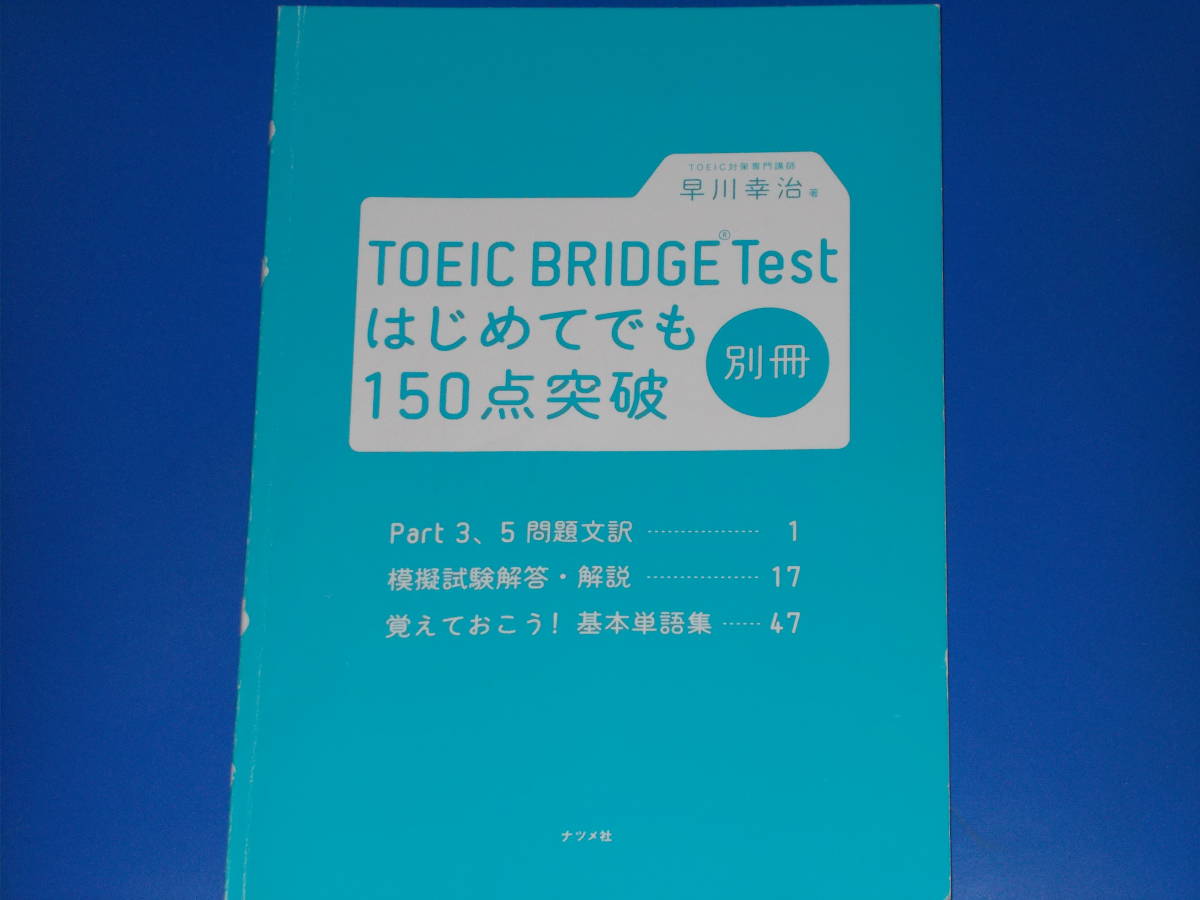 TOEIC対策専門講師
早川幸治 著
TOEIC BRIDGE® Test
はじめてでも
150点突破
別冊
Part 3、5 問題文訳 ................. 1
模擬試験解答・解説 ................. 17
覚えておこう! 基本単語集 ...... 47
ナツメ社